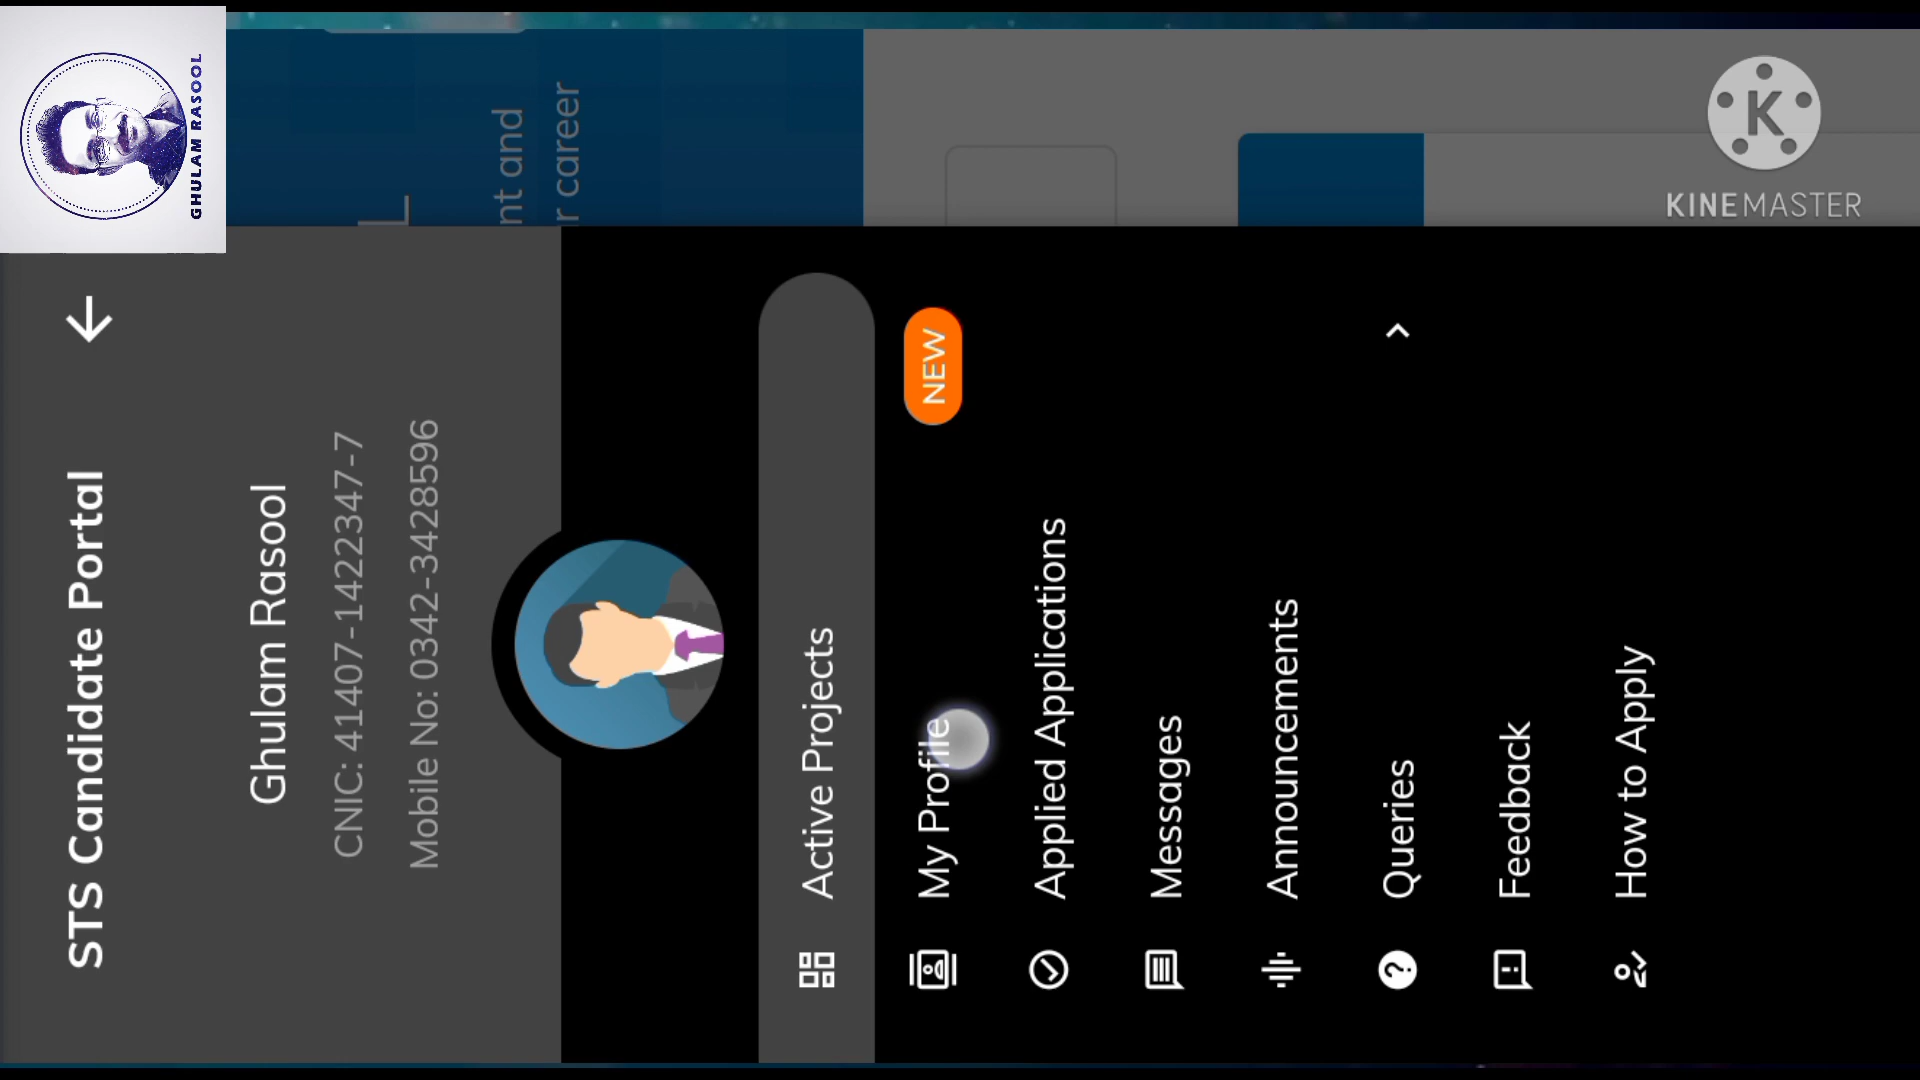 GHULAM RASOOL
L
nt and
r career
STS Candidate Portal
Ghulam Rasool
CNIC: 41407-1422347-7
Mobile No: 0342-3428596
Active Projects
My Profile
NEW
Applied Applications
Messages
Announcements
Queries
Feedback
How to Apply
K
KINEMASTER